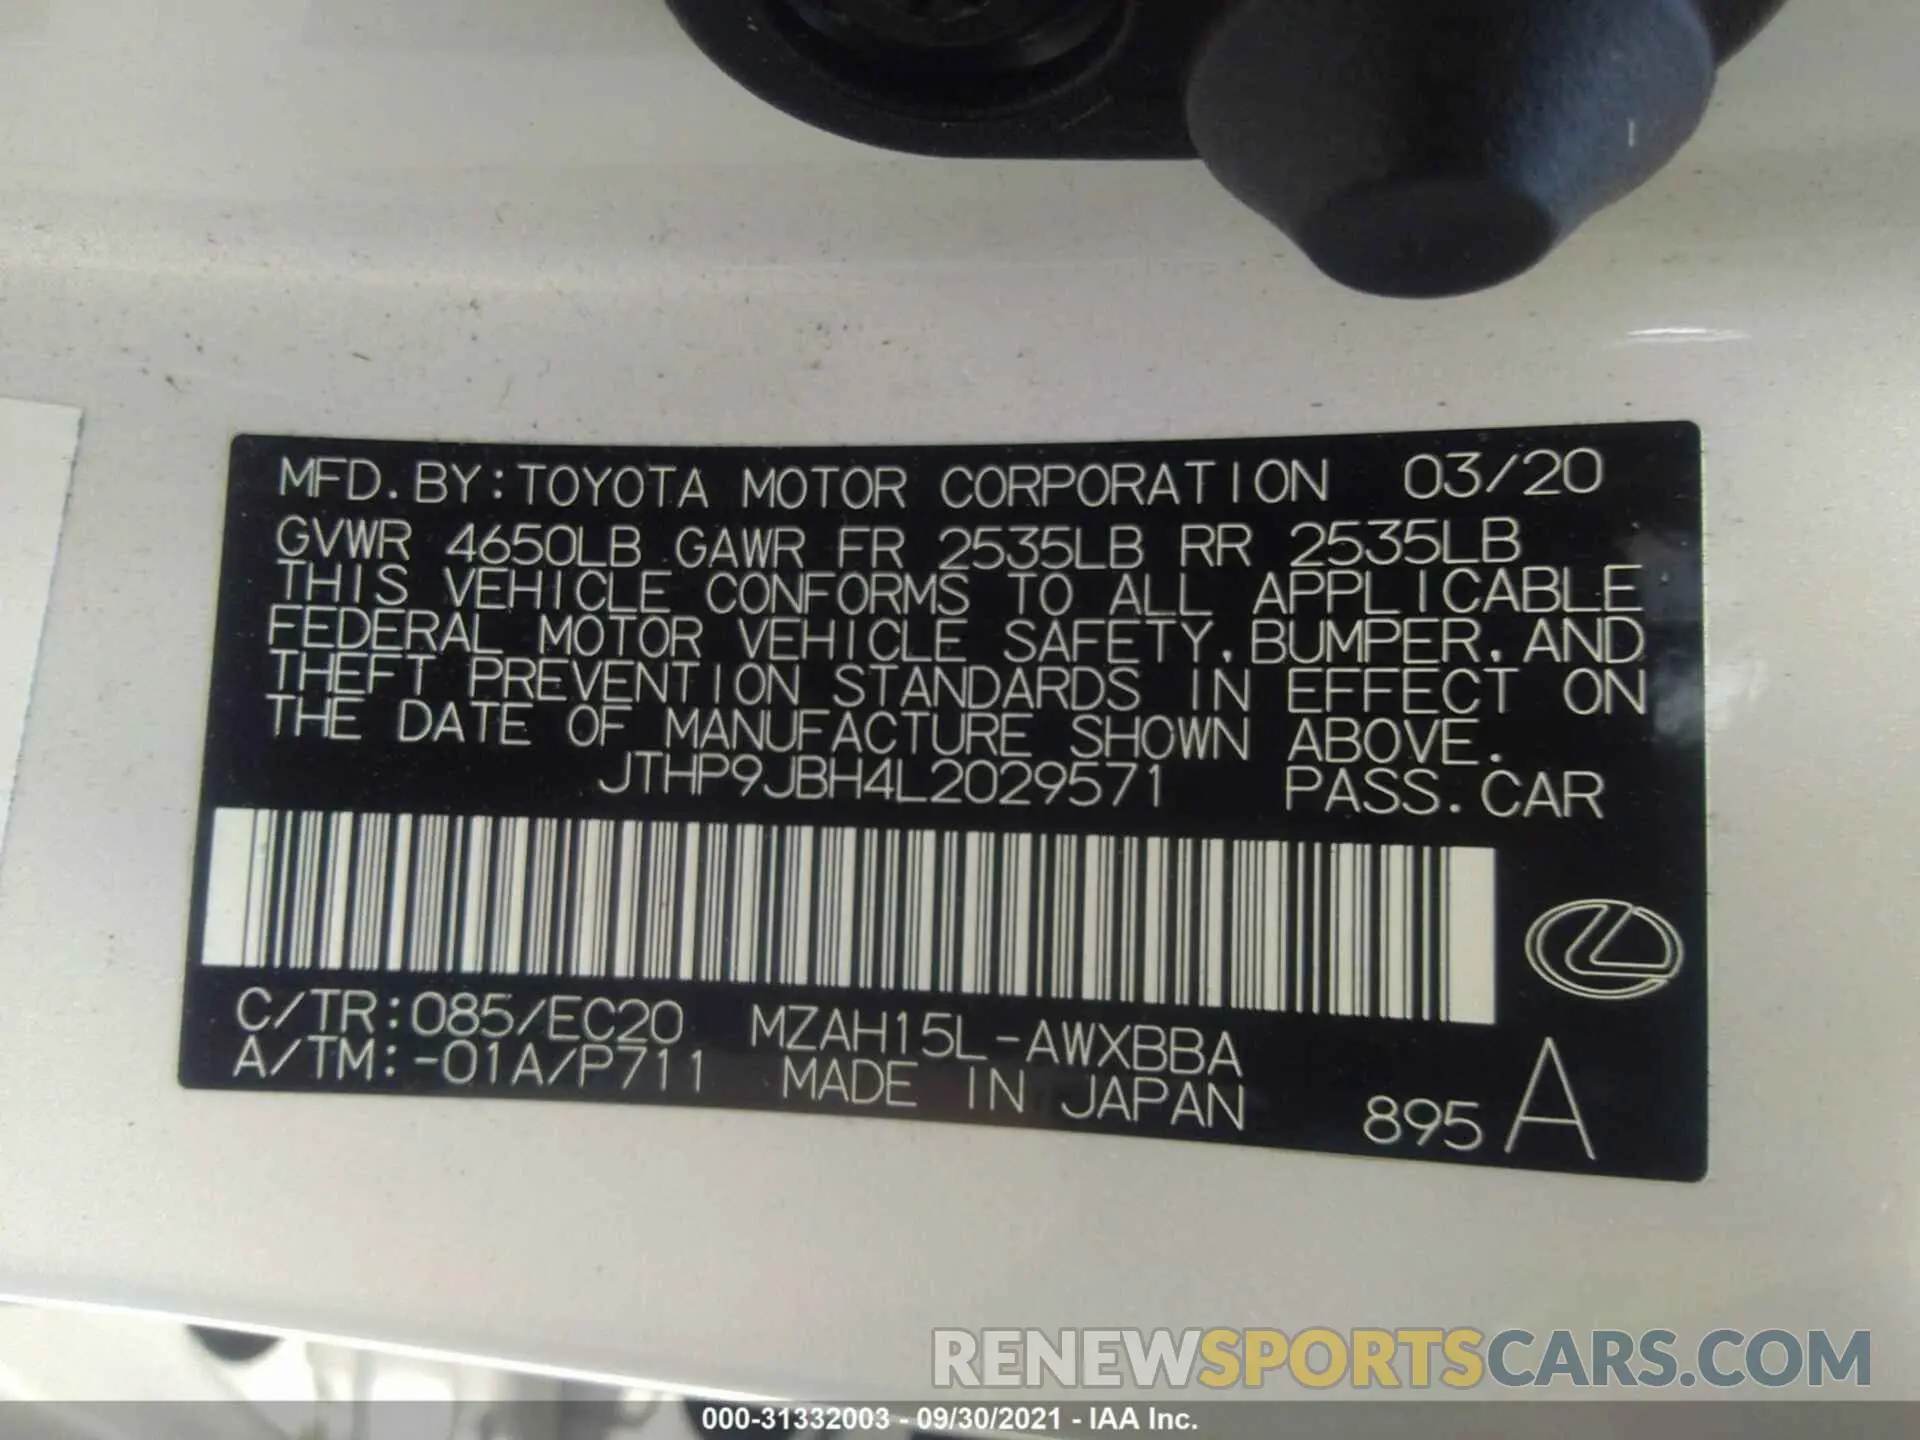 MFD. BY: TOYOTA MOTOR CORPORATION 03/20
GVWR 4650LB GAWR FR 2535LB RR 2535LB
THIS VEHICLE CONFORMS TO ALL APPLICABLE
FEDERAL MOTOR VEHICLE SAFETY, BUMPER, AND
THEFT PREVENTION STANDARDS IN EFFECT ON
THE DATE OF MANUFACTURE SHOWN ABOVE.
JTHP9JBH4L2029571 PASS. CAR
C/TR: 085/EC20 MZAH15L-AWXBBA
A/TM: -01A/P711 MADE IN JAPAN 895 A
RENEWSPORTSCARS.COM
000-31332003 - 09/30/2021 - IAA Inc.